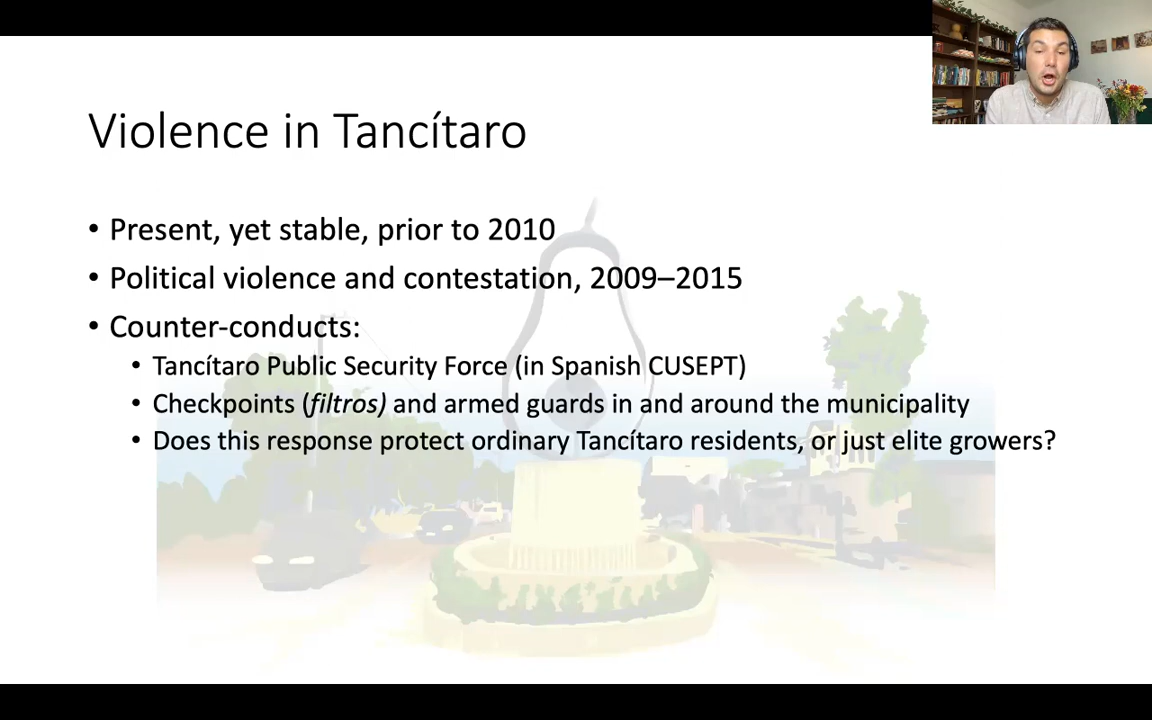 Violence in Tancítaro
• Present, yet stable, prior to 2010
• Political violence and contestation, 2009–2015
• Counter-conducts:
• Tancítaro Public Security Force (in Spanish CUSEPT)
• Checkpoints (filtros) and armed guards in and around the municipality
• Does this response protect ordinary Tancítaro residents, or just elite growers?